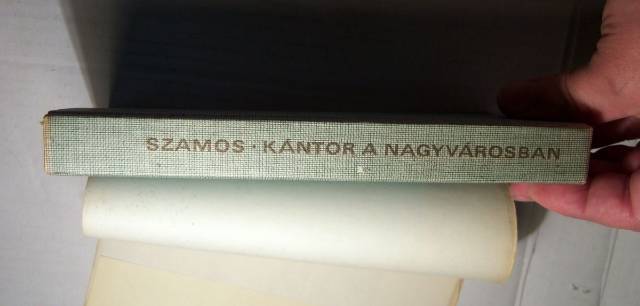 SZAMOS · KÁNTOR A NAGYVÁROSBAN